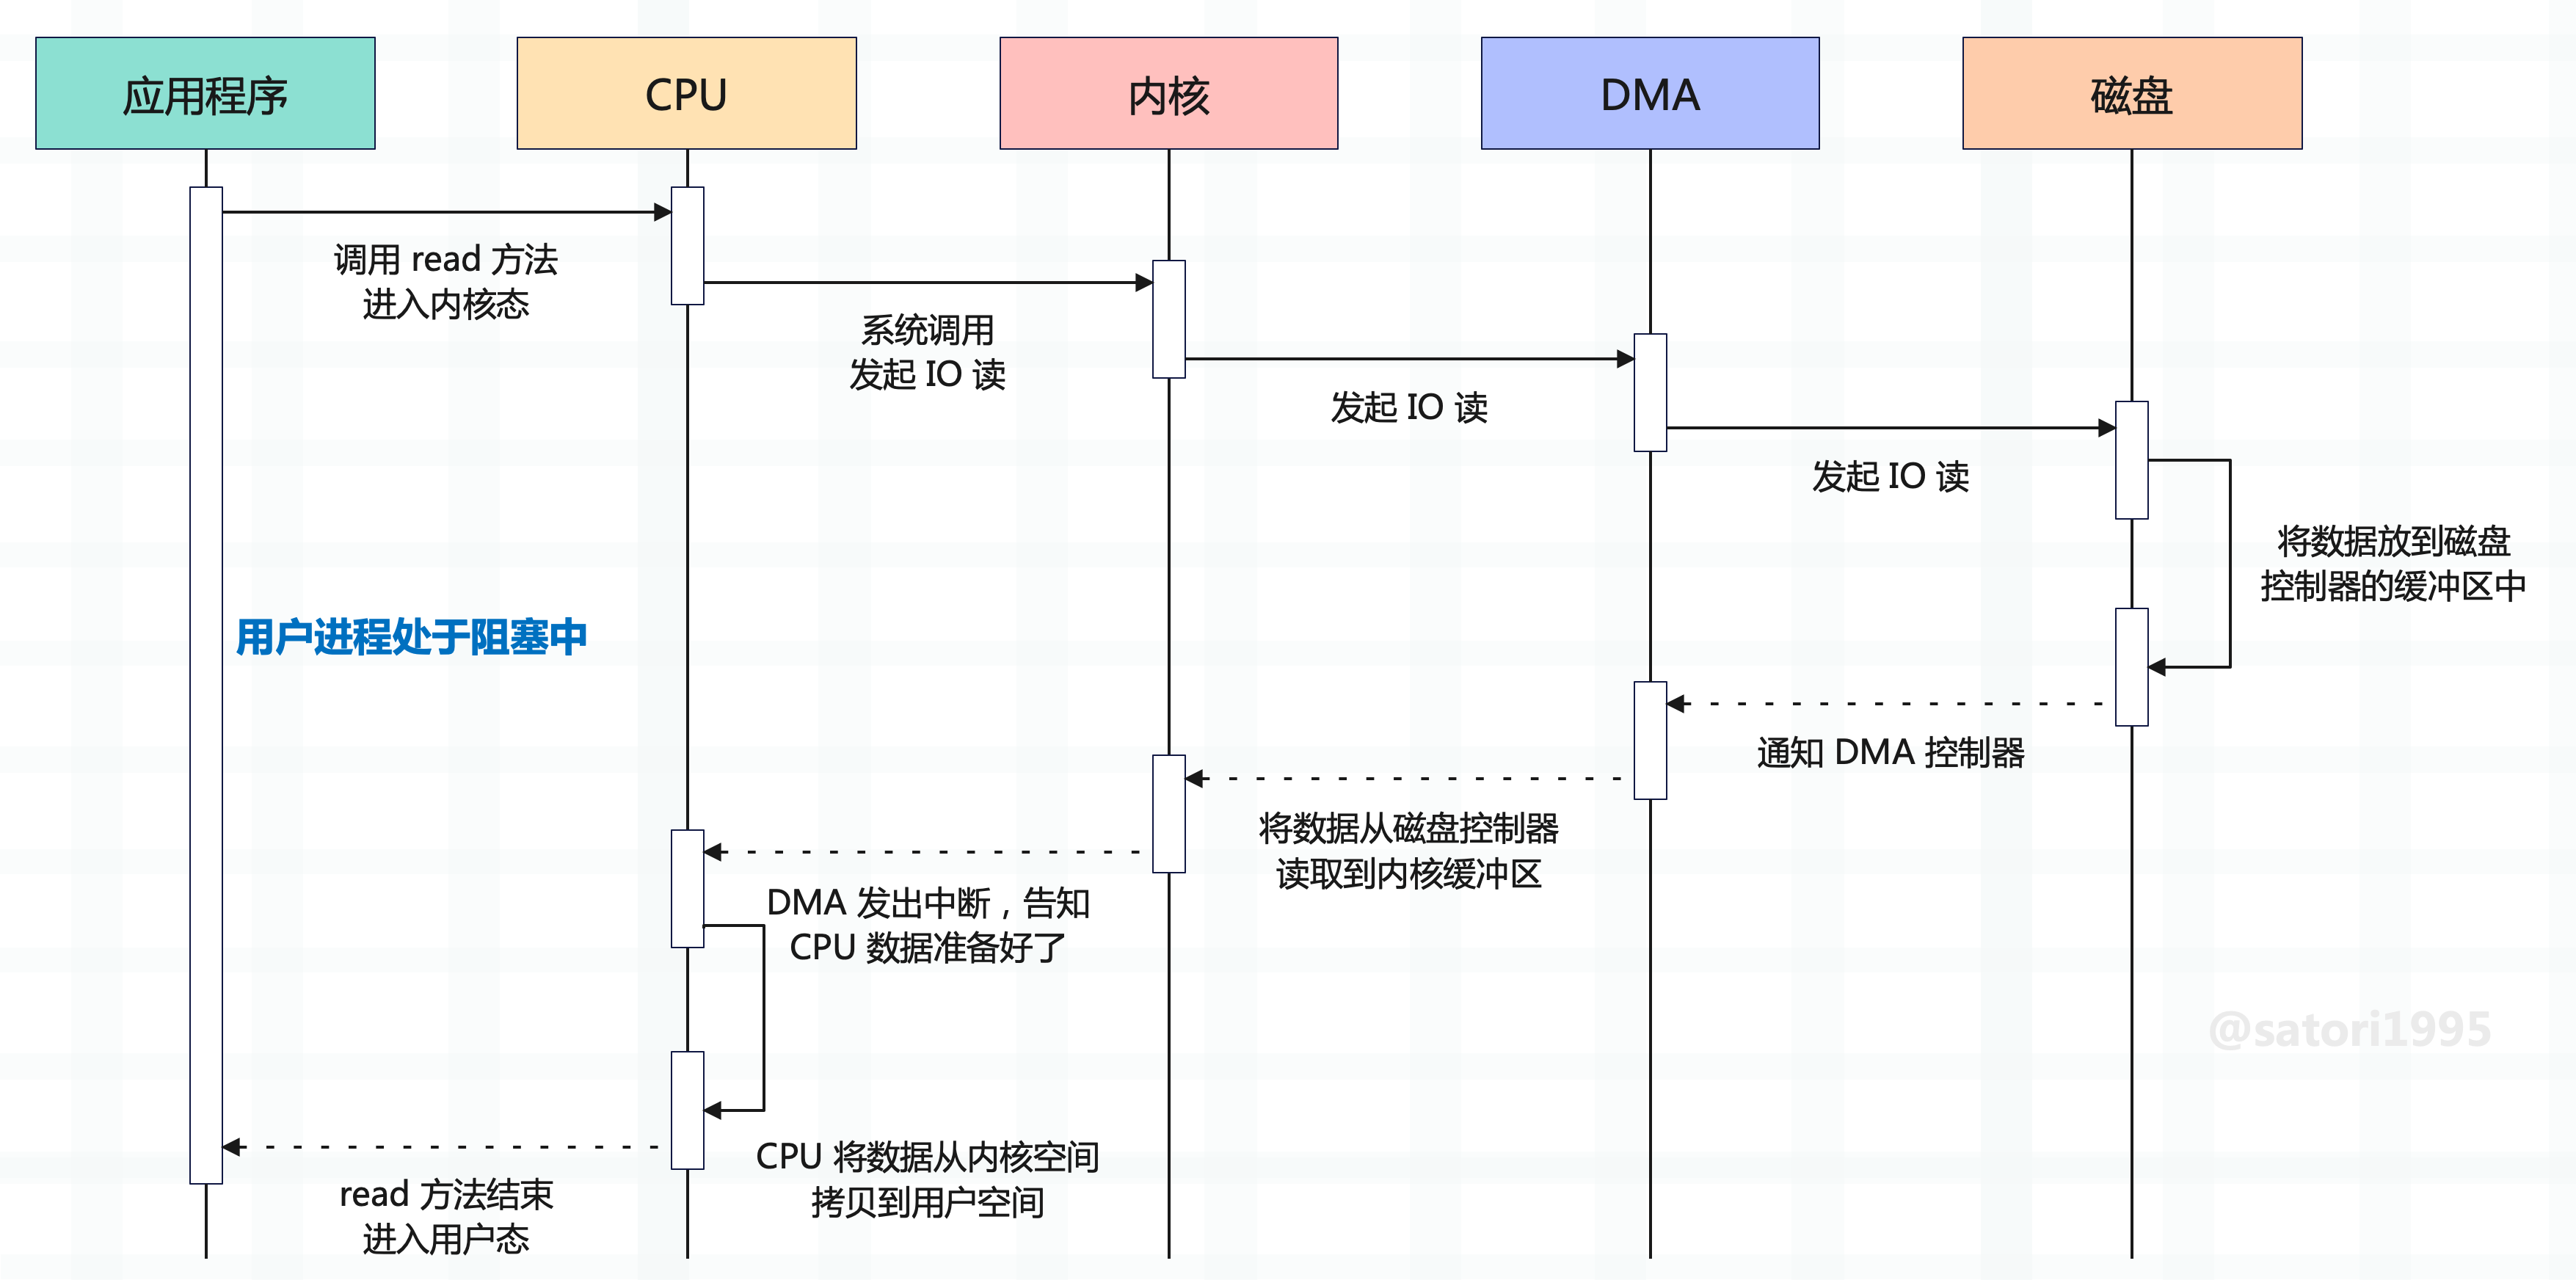 应用程序
CPU
内核
DMA
磁盘
调用 read 方法
进入内核态
系统调用
发起 IO 读
发起 IO 读
发起 IO 读
将数据放到磁盘
控制器的缓冲区中
用户进程处于阻塞中
通知 DMA 控制器
将数据从磁盘控制器
读取到内核缓冲区
DMA 发出中断，告知
CPU 数据准备好了
@satori1995
CPU 将数据从内核空间
拷贝到用户空间
read 方法结束
进入用户态